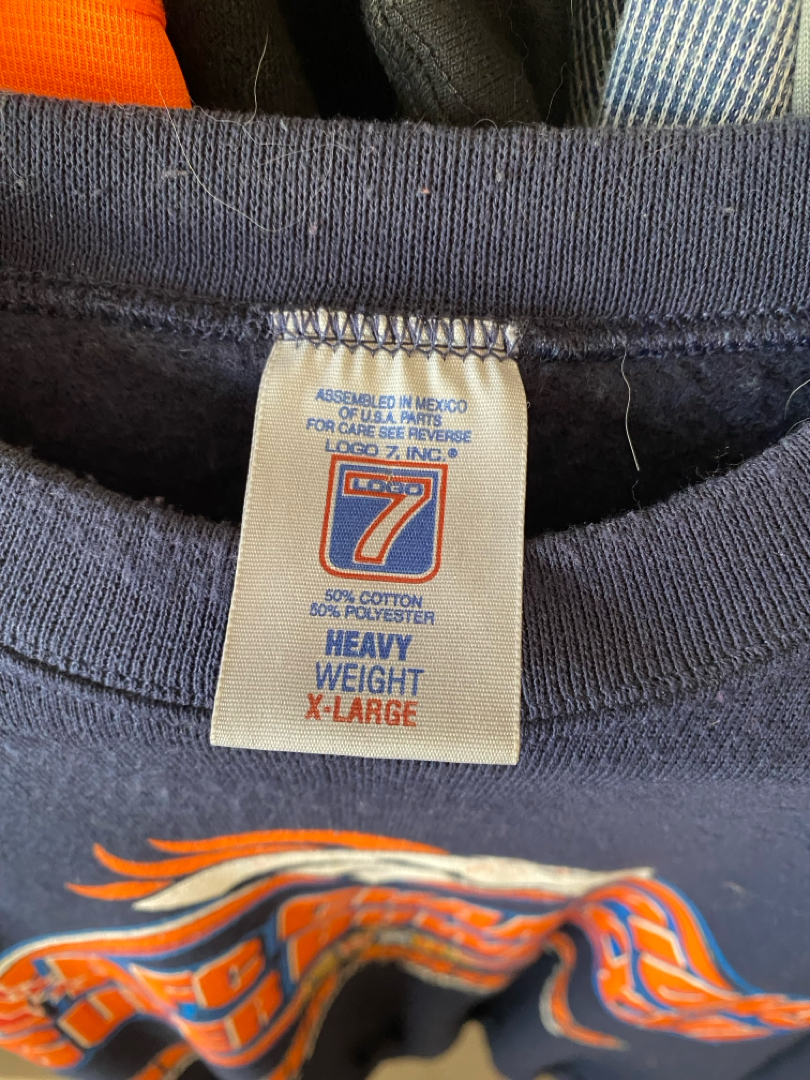 ASSEMBLED IN MEXICO
OF U.S.A. PARTS
FOR CARE SEE REVERSE
LOGO 7, INC.®
LOGO
7
50% COTTON
50% POLYESTER
HEAVY
WEIGHT
X-LARGE